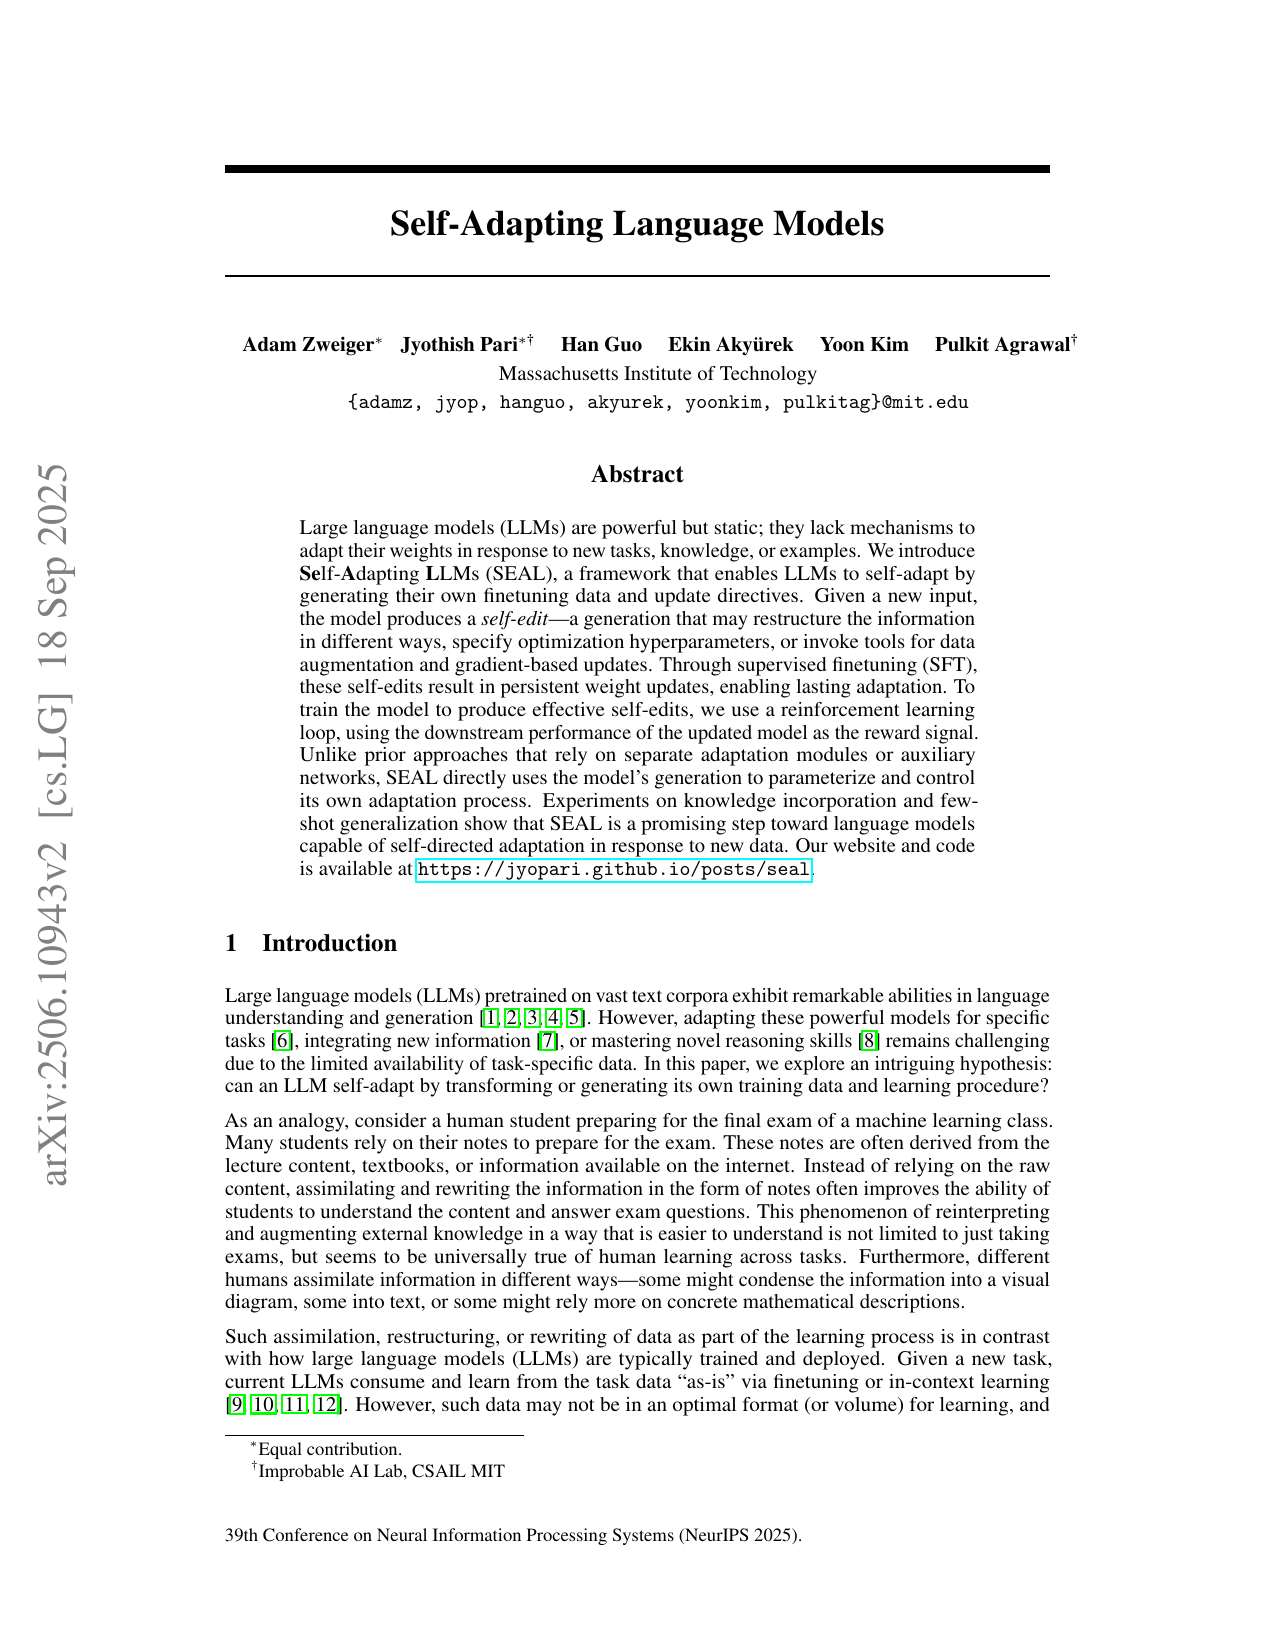 Self-Adapting Language Models
Adam Zweiger* Jyothish Pari*† Han Guo Ekin Akyürek Yoon Kim Pulkit Agrawal†
Massachusetts Institute of Technology
{adamz, jyop, hanguo, akyurek, yoonkim, pulkitag}@mit.edu
Abstract
Large language models (LLMs) are powerful but static; they lack mechanisms to
adapt their weights in response to new tasks, knowledge, or examples. We introduce
Self-Adapting LLMs (SEAL), a framework that enables LLMs to self-adapt by
generating their own finetuning data and update directives. Given a new input,
the model produces a self-edit—a generation that may restructure the information
in different ways, specify optimization hyperparameters, or invoke tools for data
augmentation and gradient-based updates. Through supervised finetuning (SFT),
these self-edits result in persistent weight updates, enabling lasting adaptation. To
train the model to produce effective self-edits, we use a reinforcement learning
loop, using the downstream performance of the updated model as the reward signal.
Unlike prior approaches that rely on separate adaptation modules or auxiliary
networks, SEAL directly uses the model's generation to parameterize and control
its own adaptation process. Experiments on knowledge incorporation and few-
shot generalization show that SEAL is a promising step toward language models
capable of self-directed adaptation in response to new data. Our website and code
is available at https://jyopari.github.io/posts/seal.
1 Introduction
Large language models (LLMs) pretrained on vast text corpora exhibit remarkable abilities in language
understanding and generation [1, 2, 3, 4, 5]. However, adapting these powerful models for specific
tasks [6], integrating new information [7], or mastering novel reasoning skills [8] remains challenging
due to the limited availability of task-specific data. In this paper, we explore an intriguing hypothesis:
can an LLM self-adapt by transforming or generating its own training data and learning procedure?
As an analogy, consider a human student preparing for the final exam of a machine learning class.
Many students rely on their notes to prepare for the exam. These notes are often derived from the
lecture content, textbooks, or information available on the internet. Instead of relying on the raw
content, assimilating and rewriting the information in the form of notes often improves the ability of
students to understand the content and answer exam questions. This phenomenon of reinterpreting
and augmenting external knowledge in a way that is easier to understand is not limited to just taking
exams, but seems to be universally true of human learning across tasks. Furthermore, different
humans assimilate information in different ways—some might condense the information into a visual
diagram, some into text, or some might rely more on concrete mathematical descriptions.
Such assimilation, restructuring, or rewriting of data as part of the learning process is in contrast
with how large language models (LLMs) are typically trained and deployed. Given a new task,
current LLMs consume and learn from the task data “as-is” via finetuning or in-context learning
[9, 10, 11, 12]. However, such data may not be in an optimal format (or volume) for learning, and
*Equal contribution.
†Improbable AI Lab, CSAIL MIT
39th Conference on Neural Information Processing Systems (NeurIPS 2025).
arXiv:2506.10943v2 [cs.LG] 18 Sep 2025